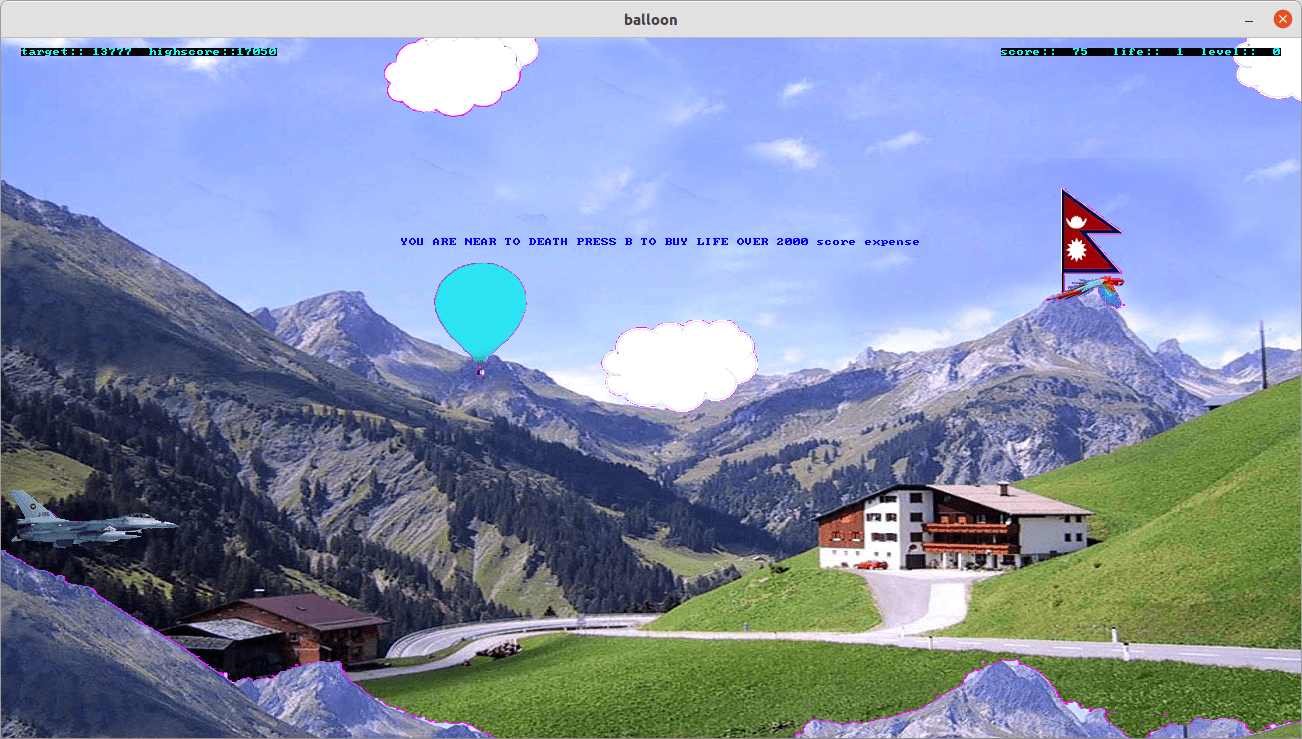 balloon
target:: 13777 highscore::17050
score:: 75 life:: 1 level:: 0
YOU ARE NEAR TO DEATH PRESS B TO BUY LIFE OVER 2000 score expense